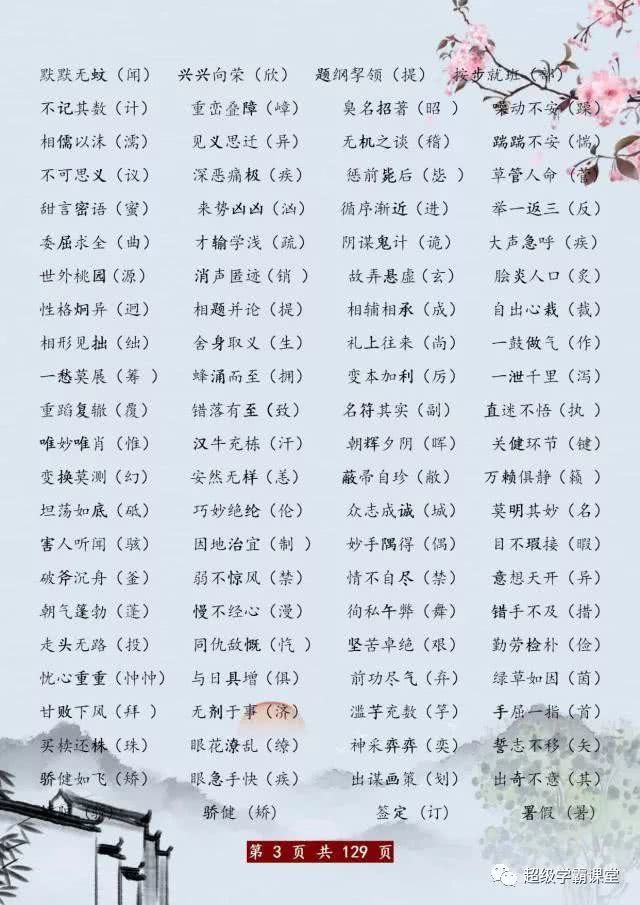 默默无蚊（闻） 兴兴向荣（欣） 题纲挈领（提） 按步就班（部）
不记其数（计） 重峦叠障（嶂） 臭名招著（昭 ） 噪动不安（躁）
相儒以沫（濡） 见义思迁（异） 无机之谈（稽） 踹踹不安（惴）
不可思义（议） 深恶痛极（疾） 惩前毙后（毖 ） 草管人命（菅）
甜言密语（蜜） 来势凶凶（汹） 循序渐近（进） 举一返三（反）
委屈求全（曲） 才输学浅（疏） 阴谋鬼计（诡） 大声急呼（疾）
世外桃园（源） 消声匿迹（销 ） 故弄悬虚（玄） 脍炎人口（炙）
性格炯异（迥） 相题并论（提） 相辅相承（成） 自出心栽（裁）
相形见拙（绌） 舍身取义（生） 礼上往来（尚） 一鼓做气（作）
一愁莫展（筹 ） 蜂涌而至（拥） 变本加利（厉） 一泄千里（泻）
重蹈复辙（覆） 错落有至（致） 名符其实（副） 直迷不悟（执 ）
唯妙唯肖（惟） 汉牛充栋（汗） 朝辉夕阴（晖） 关健环节（键）
变换莫测（幻） 安然无样（恙） 蔽帚自珍（敝） 万赖俱静（籁 ）
坦荡如底（砥） 巧妙绝纶（伦） 众志成诚（城） 莫明其妙（名）
害人听闻（骇） 因地治宜（制 ） 妙手隅得（偶） 目不瑕接（暇）
破斧沉舟（釜） 弱不惊风（禁） 情不自尽（禁） 意想天开（异）
朝气篷勃（蓬） 慢不经心（漫） 徇私午弊（舞） 错手不及（措）
走头无路（投） 同仇敌慨（忾 ） 坚苦卓绝（艰） 勤劳检朴（俭）
忧心重重（忡忡） 与日具增（俱） 前功尽气（弃） 绿草如因（茵）
甘败下风（拜 ） 无剂于事（济） 滥芋充数（竽） 手屈一指（首）
买椟还株（珠） 眼花潦乱（缭） 神采弈弈（奕） 誓志不移（矢）
骄健如飞（矫） 眼急手快（疾） 出谋画策（划） 出奇不意（其）
骄健（矫） 签定（订） 暑假（暑）
第 3 页 共 129 页
超级学霸课堂